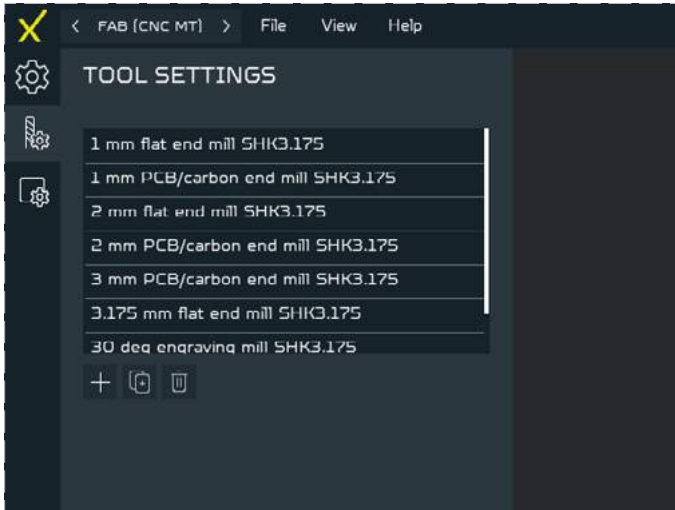 < FAB (CNC MT) > File View Help
TOOL SETTINGS
1 mm flat end mill SHK3.175
1 mm PCB/carbon end mill SHK3.175
2 mm flat end mill SHK3.175
2 mm PCB/carbon end mill SHK3.175
3 mm PCB/carbon end mill SHK3.175
3.175 mm flat end mill SHK3.175
30 deg engraving mill SHK3.175